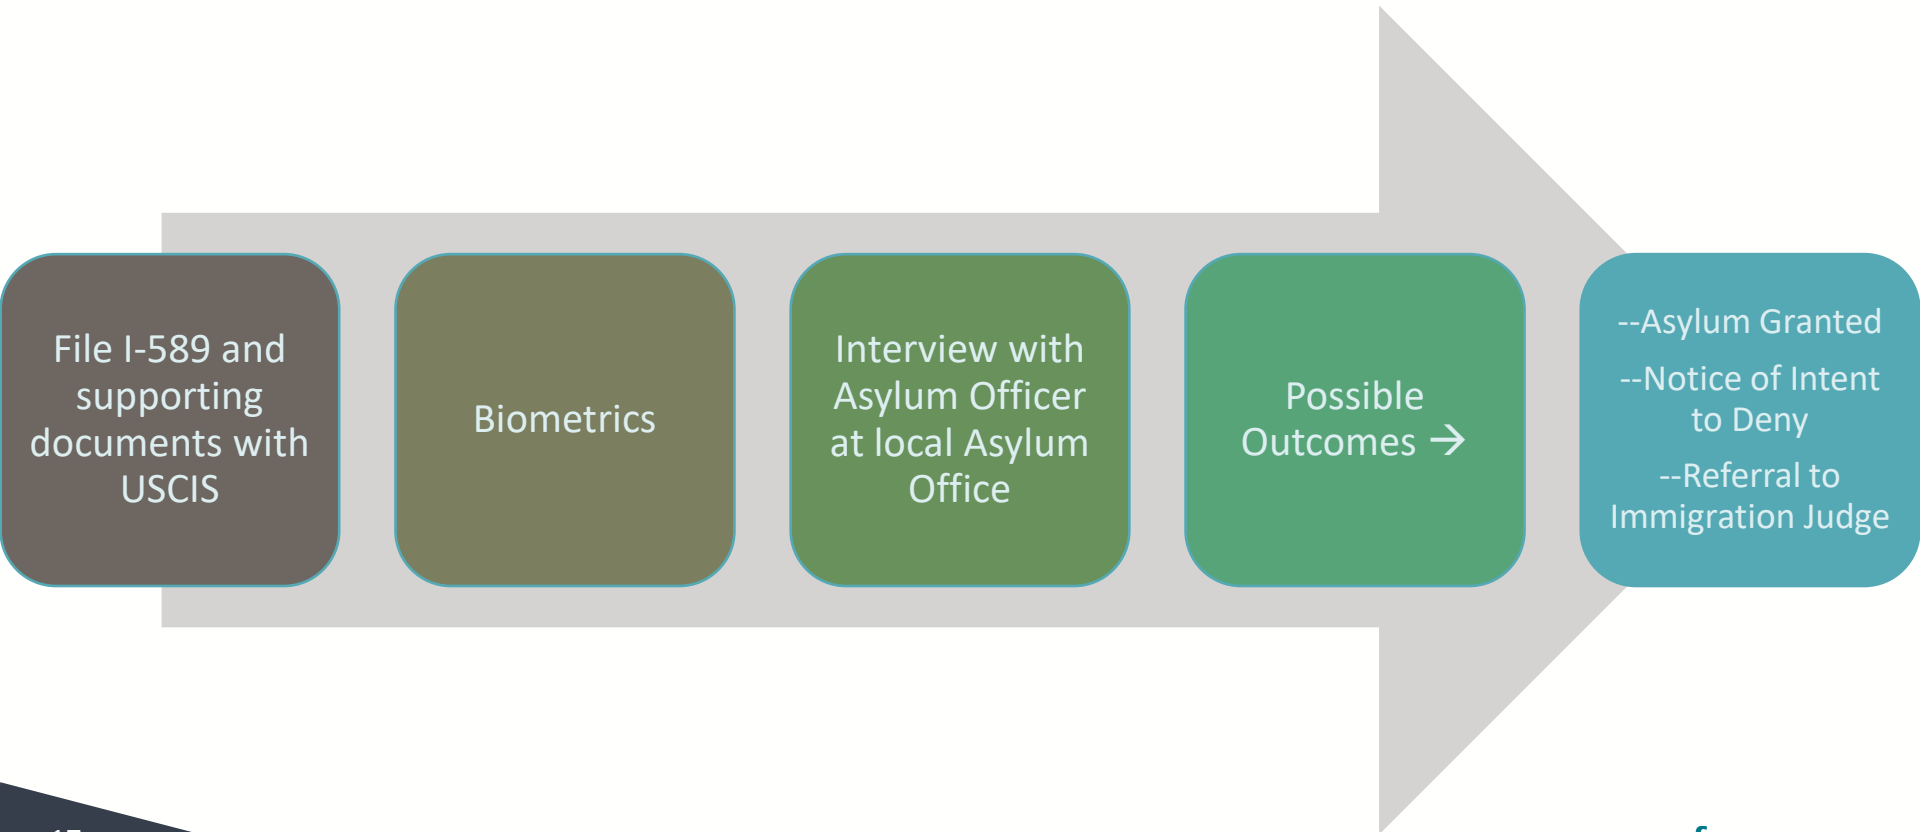 File I-589 and
supporting
documents with
USCIS
Biometrics
Interview with
Asylum Officer
at local Asylum
Office
Possible
Outcomes →
--Asylum Granted
--Notice of Intent
to Deny
--Referral to
Immigration Judge